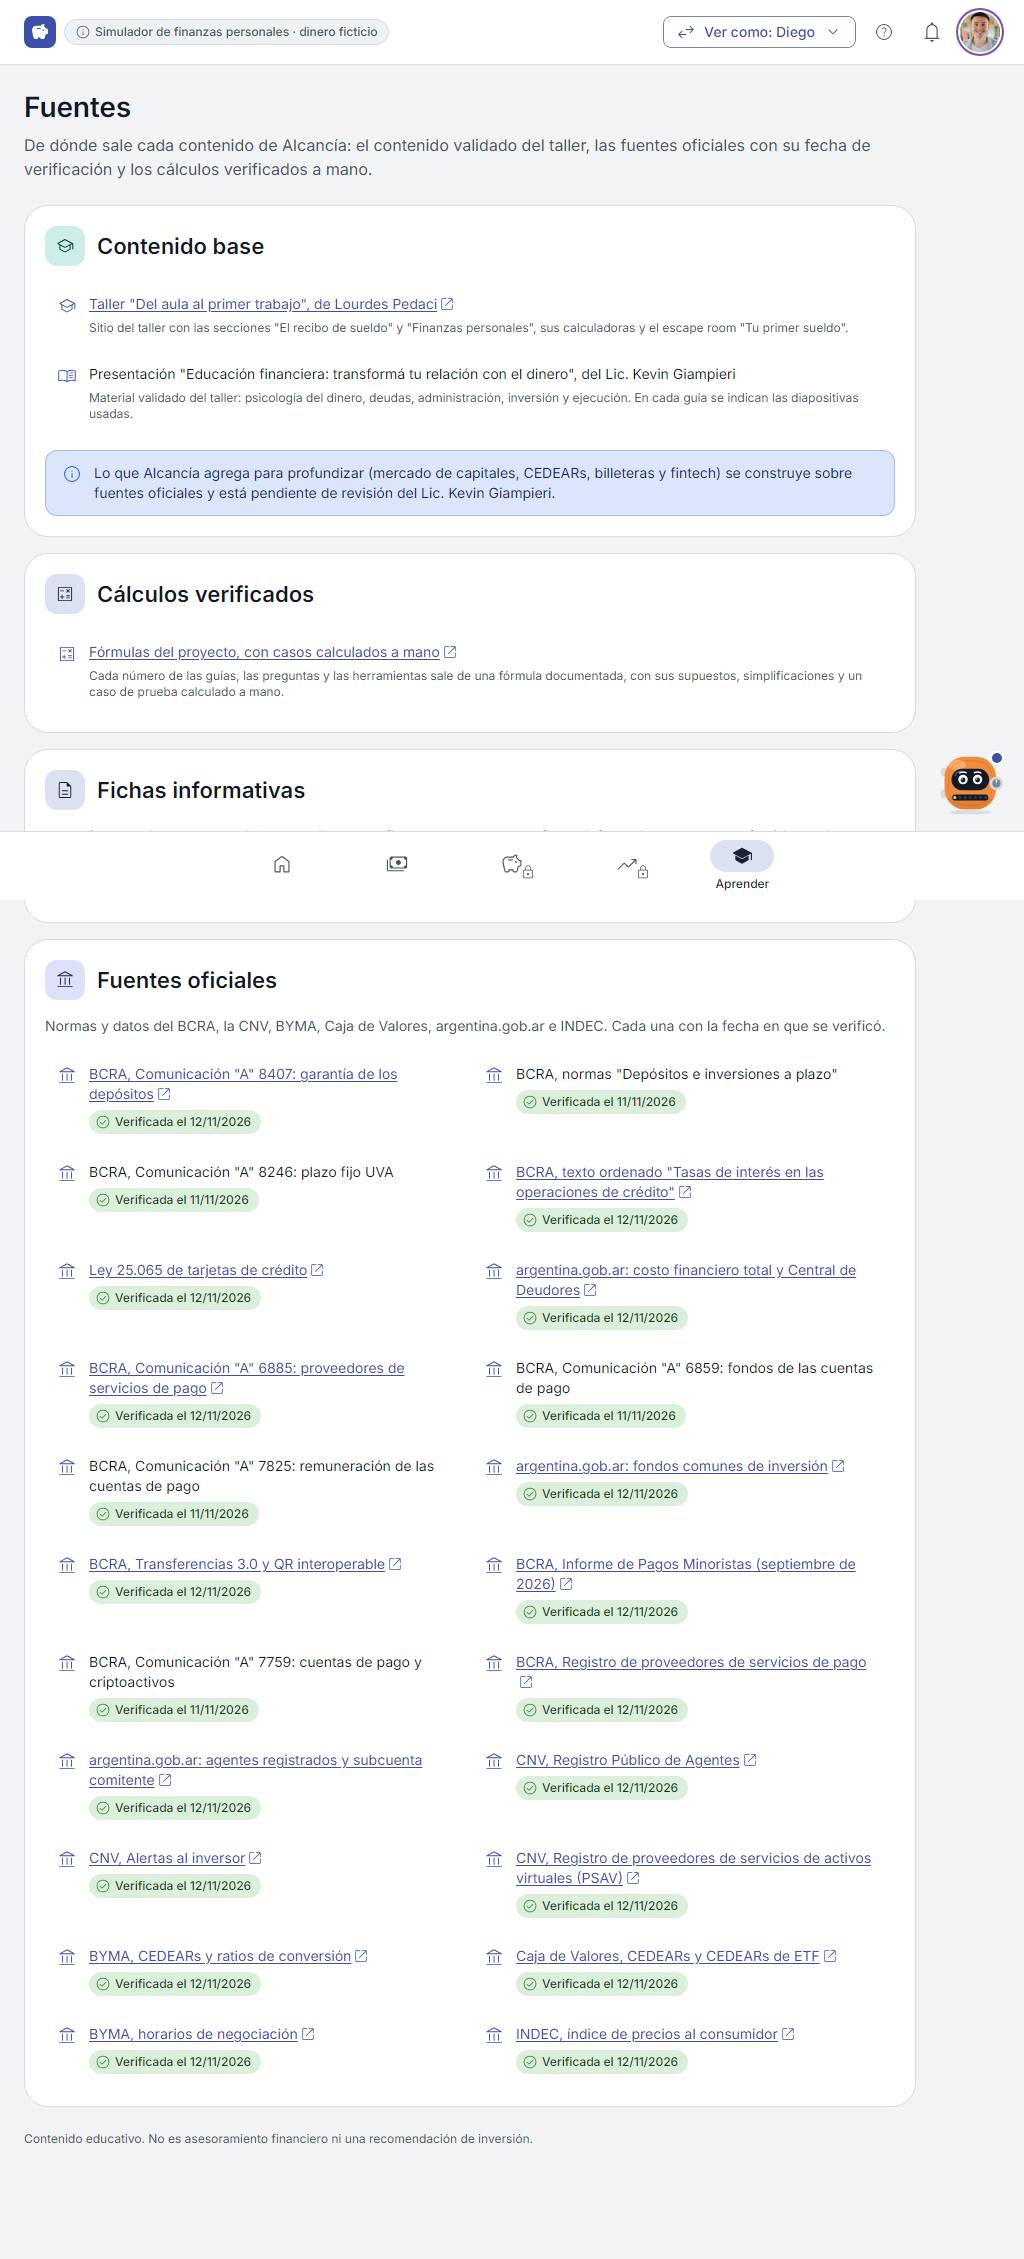 Simulador de finanzas personales · dinero ficticio
Ver como: Diego
Fuentes
De dónde sale cada contenido de Alcancía: el contenido validado del taller, las fuentes oficiales con su fecha de
verificación y los cálculos verificados a mano.
Contenido base
Taller "Del aula al primer trabajo", de Lourdes Pedaci
Sitio del taller con las secciones "El recibo de sueldo" y "Finanzas personales", sus calculadoras y el escape room "Tu primer sueldo".
Presentación "Educación financiera: transformá tu relación con el dinero", del Lic. Kevin Giampieri
Material validado del taller: psicología del dinero, deudas, administración, inversión y ejecución. En cada guía se indican las diapositivas
usadas.
Lo que Alcancía agrega para profundizar (mercado de capitales, CEDEARs, billeteras y fintech) se construye sobre
fuentes oficiales y está pendiente de revisión del Lic. Kevin Giampieri.
Cálculos verificados
Fórmulas del proyecto, con casos calculados a mano
Cada número de las guías, las preguntas y las herramientas sale de una fórmula documentada, con sus supuestos, simplificaciones y un
caso de prueba calculado a mano.
Fichas informativas
Aprender
Fuentes oficiales
Normas y datos del BCRA, la CNV, BYMA, Caja de Valores, argentina.gob.ar e INDEC. Cada una con la fecha en que se verificó.
BCRA, Comunicación "A" 8407: garantía de los
depósitos
Verificada el 12/11/2026
BCRA, normas "Depósitos e inversiones a plazo"
Verificada el 11/11/2026
BCRA, Comunicación "A" 8246: plazo fijo UVA
Verificada el 11/11/2026
BCRA, texto ordenado "Tasas de interés en las
operaciones de crédito"
Verificada el 12/11/2026
Ley 25.065 de tarjetas de crédito
Verificada el 12/11/2026
argentina.gob.ar: costo financiero total y Central de
Deudores
Verificada el 12/11/2026
BCRA, Comunicación "A" 6885: proveedores de
servicios de pago
Verificada el 12/11/2026
BCRA, Comunicación "A" 6859: fondos de las cuentas
de pago
Verificada el 11/11/2026
BCRA, Comunicación "A" 7825: remuneración de las
cuentas de pago
Verificada el 11/11/2026
argentina.gob.ar: fondos comunes de inversión
Verificada el 12/11/2026
BCRA, Transferencias 3.0 y QR interoperable
Verificada el 12/11/2026
BCRA, Informe de Pagos Minoristas (septiembre de
2026)
Verificada el 12/11/2026
BCRA, Comunicación "A" 7759: cuentas de pago y
criptoactivos
Verificada el 11/11/2026
BCRA, Registro de proveedores de servicios de pago
Verificada el 12/11/2026
argentina.gob.ar: agentes registrados y subcuenta
comitente
Verificada el 12/11/2026
CNV, Registro Público de Agentes
Verificada el 12/11/2026
CNV, Alertas al inversor
Verificada el 12/11/2026
CNV, Registro de proveedores de servicios de activos
virtuales (PSAV)
Verificada el 12/11/2026
BYMA, CEDEARs y ratios de conversión
Verificada el 12/11/2026
Caja de Valores, CEDEARs y CEDEARs de ETF
Verificada el 12/11/2026
BYMA, horarios de negociación
Verificada el 12/11/2026
INDEC, índice de precios al consumidor
Verificada el 12/11/2026
Contenido educativo. No es asesoramiento financiero ni una recomendación de inversión.